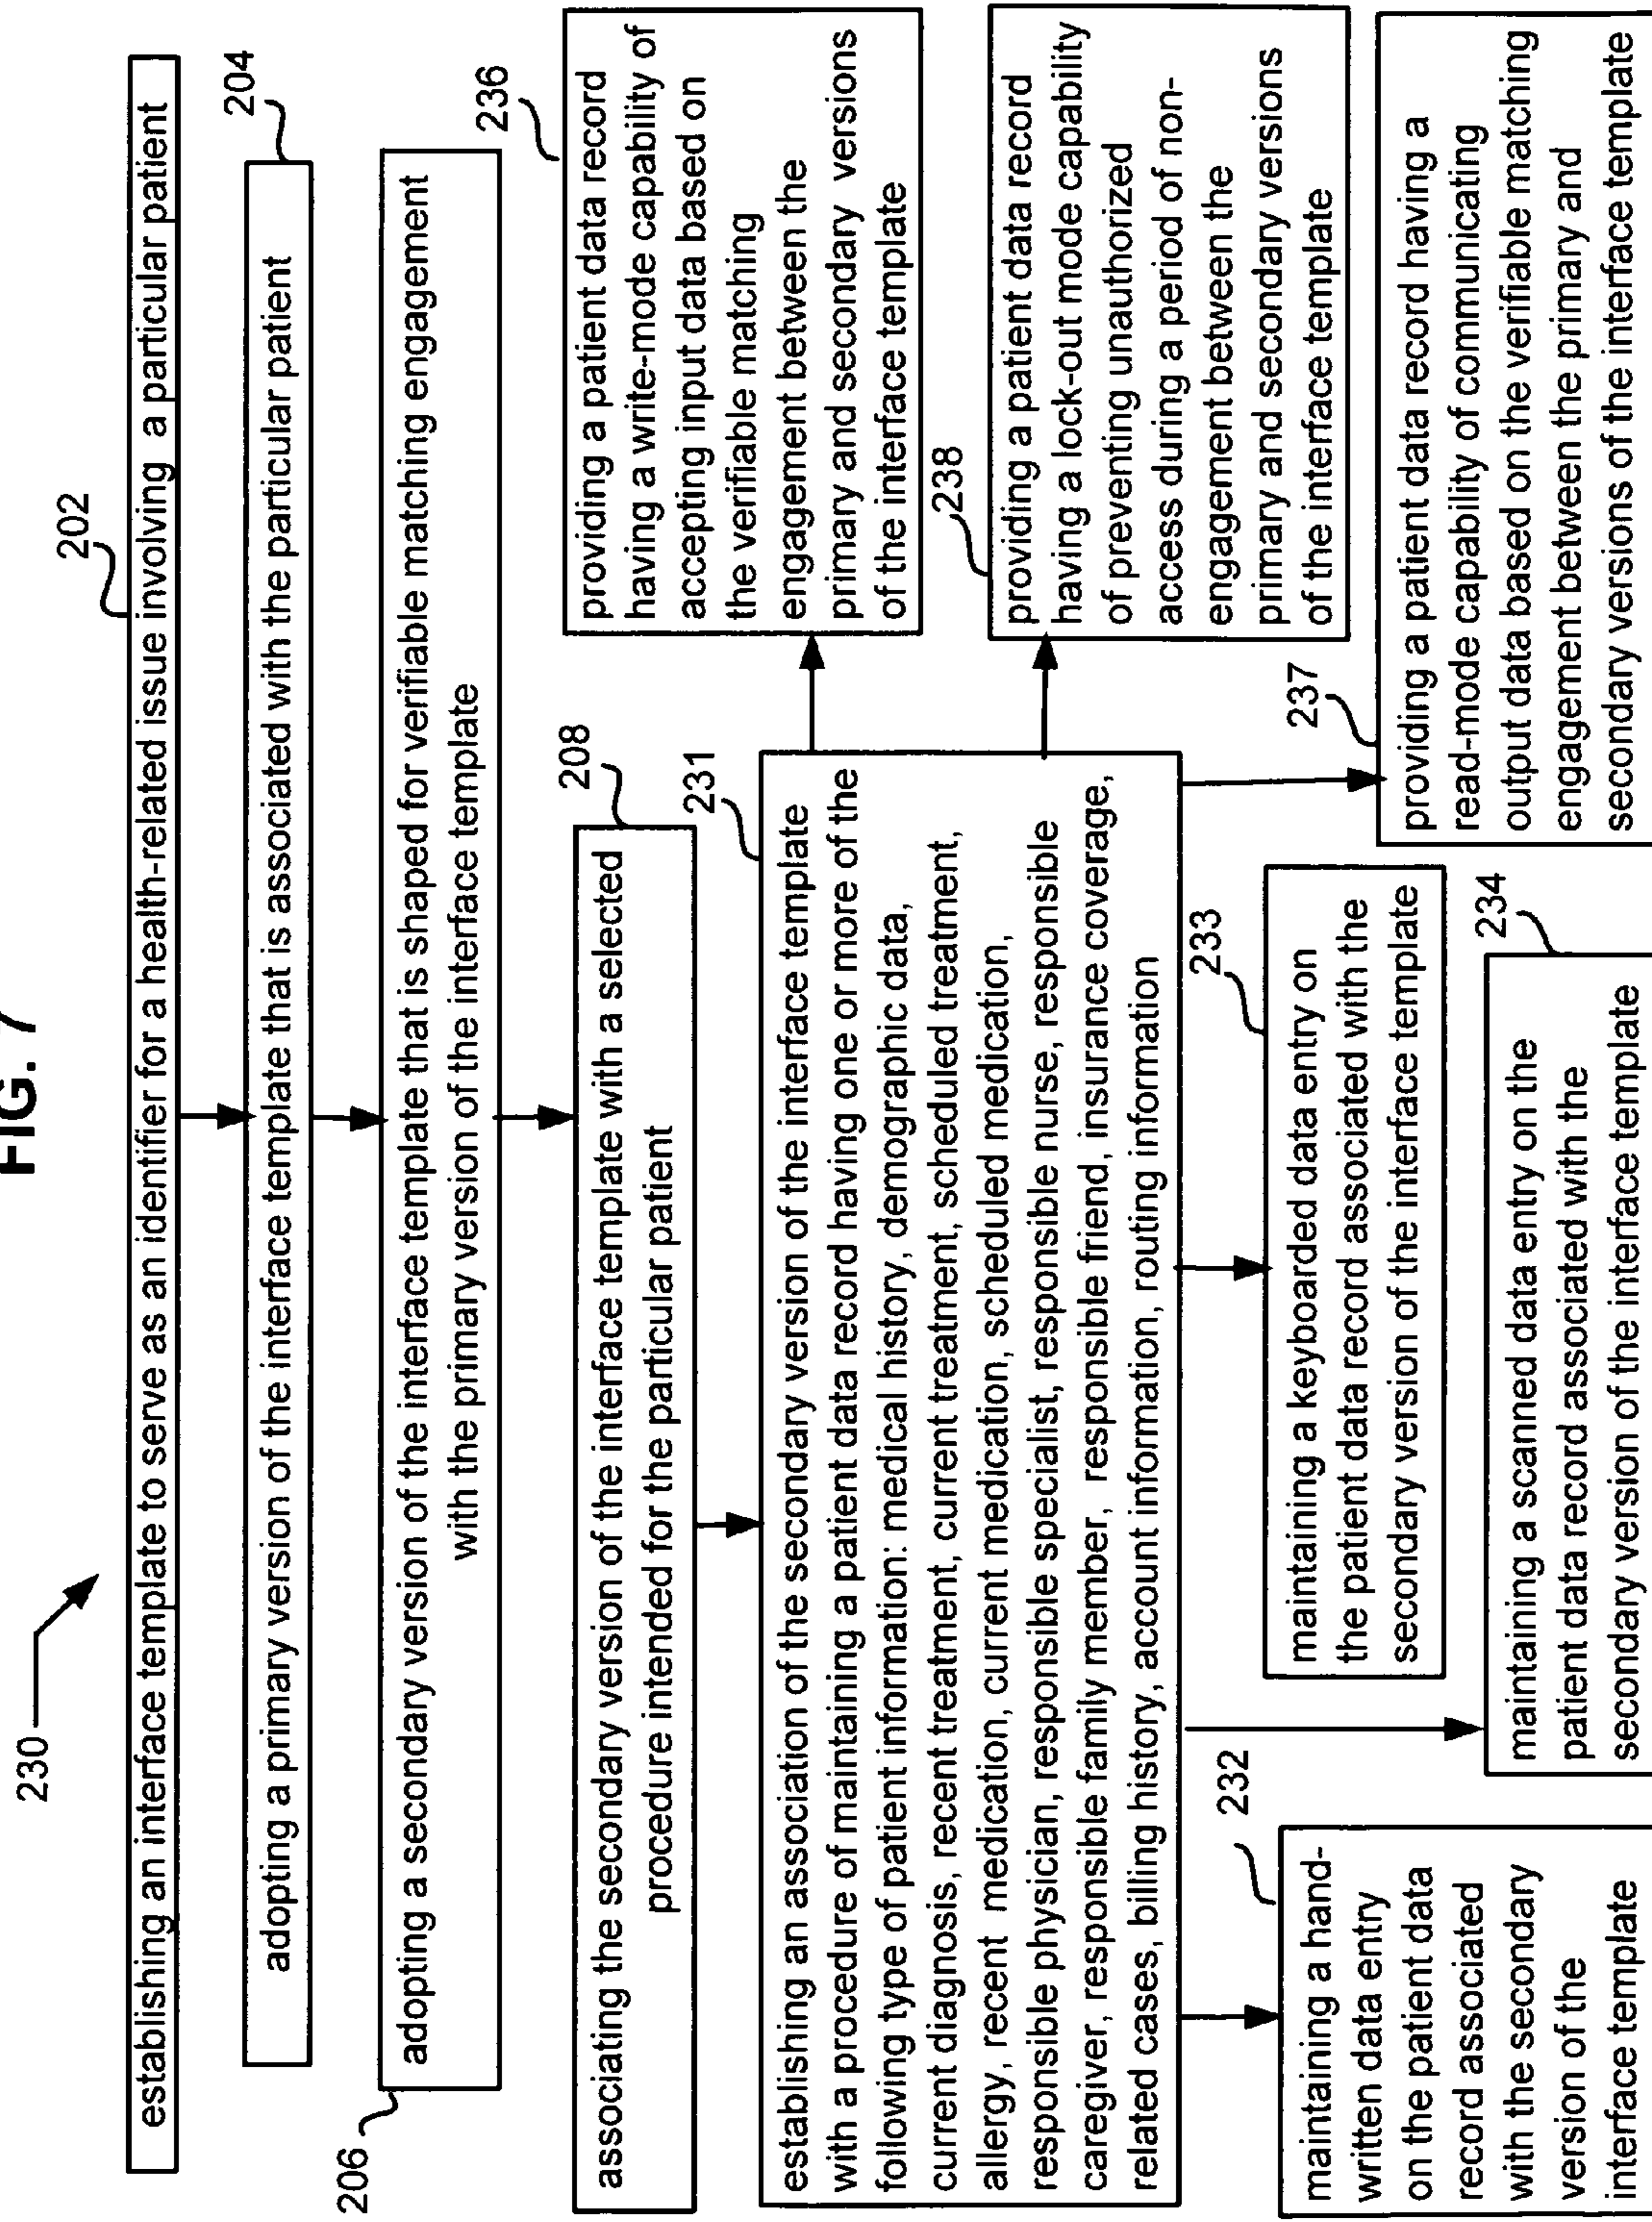 FIG. 7
230
202
establishing an interface template to serve as an identifier for a health-related issue involving a particular patient
204
adopting a primary version of the interface template that is associated with the particular patient
206
adopting a secondary version of the interface template that is shaped for verifiable matching engagement
with the primary version of the interface template
208
associating the secondary version of the interface template with a selected
procedure intended for the particular patient
231
establishing an association of the secondary version of the interface template
with a procedure of maintaining a patient data record having one or more of the
following type of patient information: medical history, demographic data,
current diagnosis, recent treatment, current treatment, scheduled treatment,
allergy, recent medication, current medication, scheduled medication,
responsible physician, responsible specialist, responsible nurse, responsible
caregiver, responsible family member, responsible friend, insurance coverage,
related cases, billing history, account information, routing information
236
providing a patient data record
having a write-mode capability of
accepting input data based on
the verifiable matching
engagement between the
primary and secondary versions
of the interface template
238
providing a patient data record
having a lock-out mode capability
of preventing unauthorized
access during a period of non-
engagement between the
primary and secondary versions
of the interface template
232
maintaining a hand-
written data entry
on the patient data
record associated
with the secondary
version of the
interface template
233
maintaining a keyboarded data entry on
the patient data record associated with the
secondary version of the interface template
234
maintaining a scanned data entry on the
patient data record associated with the
secondary version of the interface template
237
providing a patient data record having a
read-mode capability of communicating
output data based on the verifiable matching
engagement between the primary and
secondary versions of the interface template